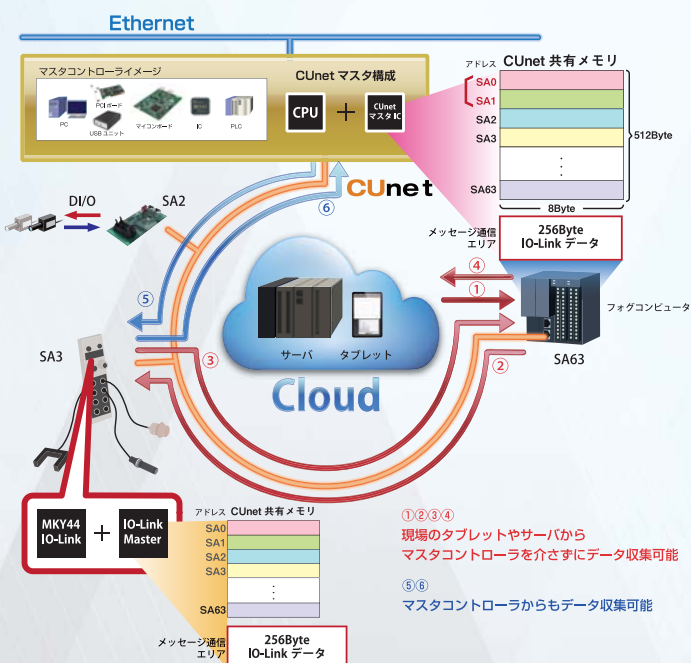 Ethernet
マスタコントローライメージ
PC
PCI ボード
USB ユニット
マイコンボード
IC
PLC
CUnet マスタ構成
CPU
+
CUnet
マスタ IC
アドレス CUnet 共有メモリ
SA0
SA1
SA2
SA3
⋮
SA63
512Byte
8Byte
メッセージ通信
エリア
256Byte
IO-Link データ
CUnet
⑥
DI/O
SA2
⑤
④
①
フォグコンピュータ
SA63
サーバ
タブレット
Cloud
③
②
SA3
MKY44
IO-Link
+
IO-Link
Master
アドレス CUnet 共有メモリ
SA0
SA1
SA2
SA3
⋮
SA63
メッセージ通信
エリア
256Byte
IO-Link データ
①②③④
現場のタブレットやサーバから
マスタコントローラを介さずにデータ収集可能
⑤⑥
マスタコントローラからもデータ収集可能